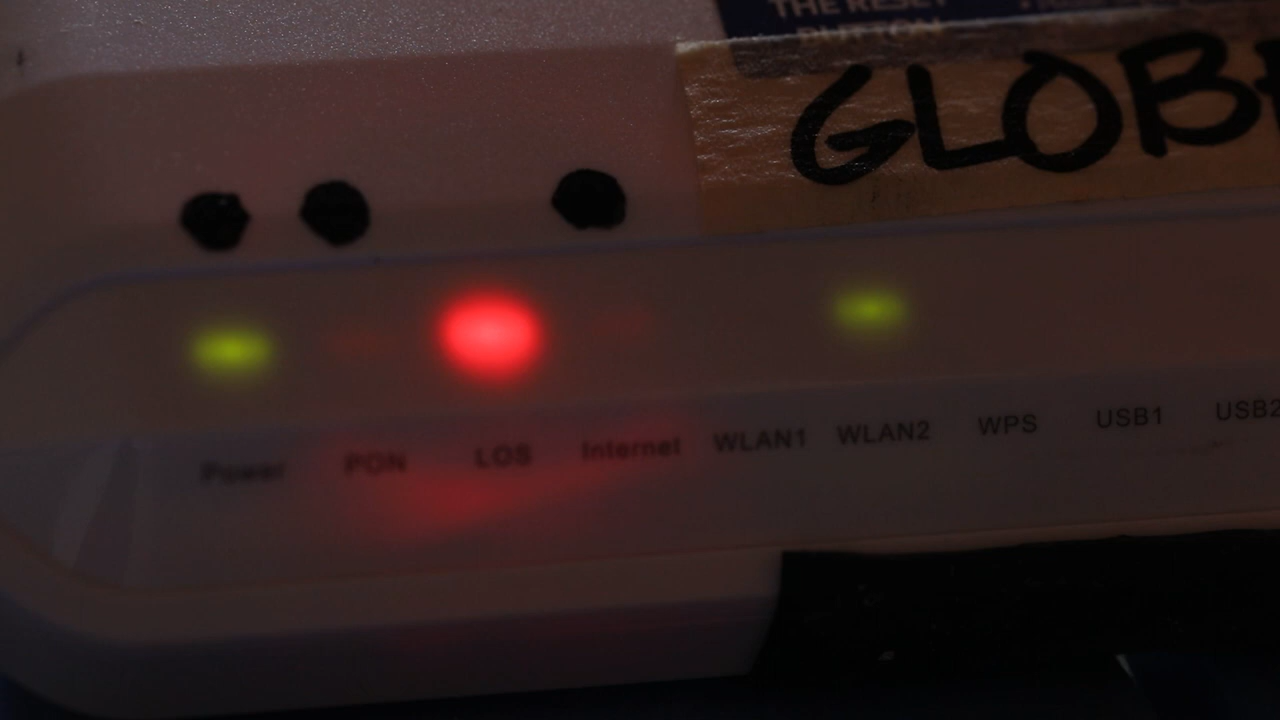 THE RESET
BUTTON
GLOB
Power PON LOS Internet WLAN1 WLAN2 WPS USB1 USB2